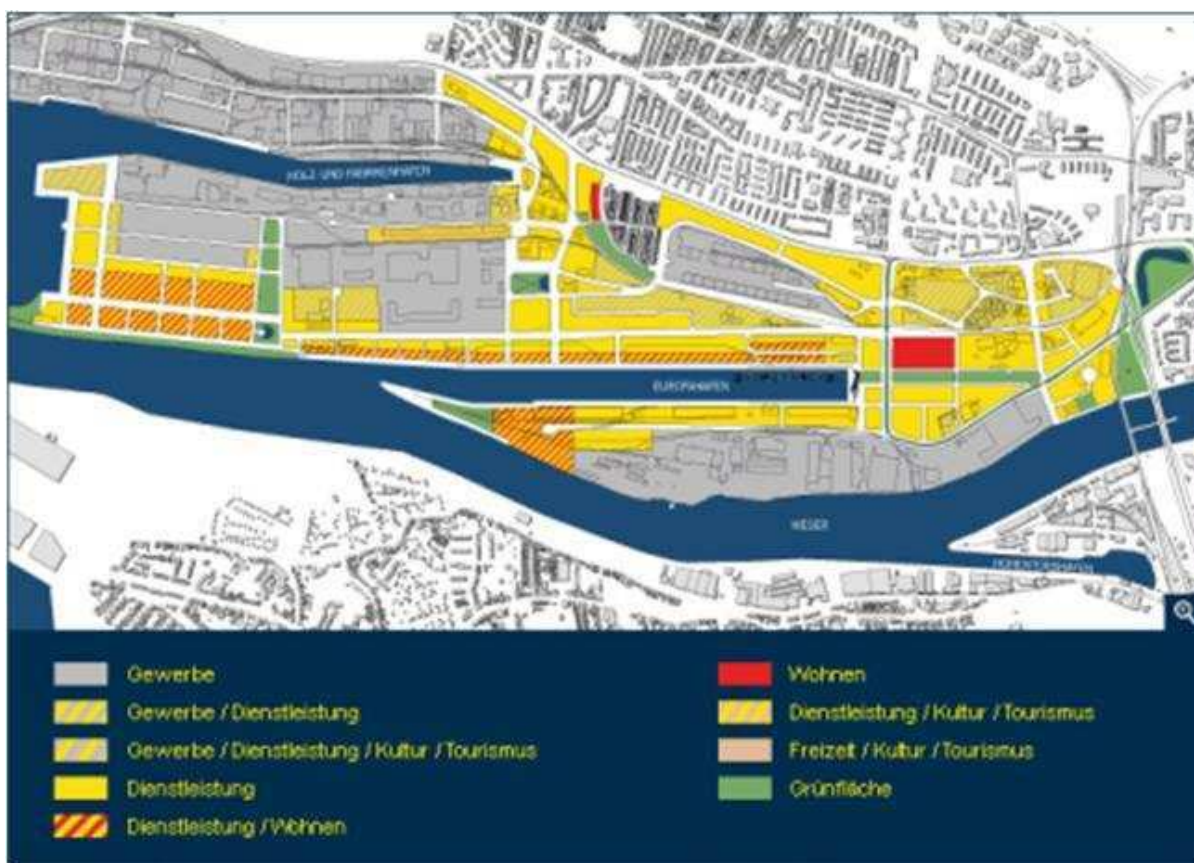 HOLZ- UND FABRIKENHAFEN
EUROPAHAFEN
WESER
HOHENTORSHAFEN
Gewerbe
Gewerbe / Dienstleistung
Gewerbe / Dienstleistung / Kultur / Tourismus
Dienstleistung
Dienstleistung / Wohnen
Wohnen
Dienstleistung / Kultur / Tourismus
Freizeit / Kultur / Tourismus
Grünfläche